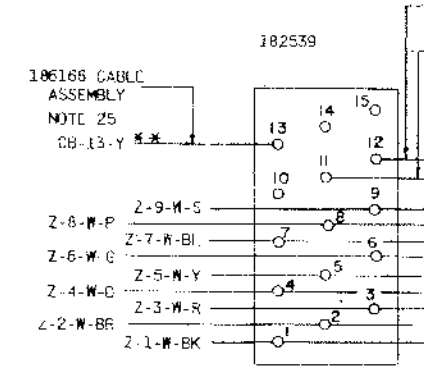 182539
186166 CABLE
ASSEMBLY
NOTE 25
CB-13-Y **
15
14
13
12
11
10
Z-9-W-S
9
Z-8-W-P
8
Z-7-W-BL
7
Z-6-W-G
6
Z-5-W-Y
5
Z-4-W-O
4
Z-3-W-R
3
Z-2-W-BR
2
Z-1-W-BK
1